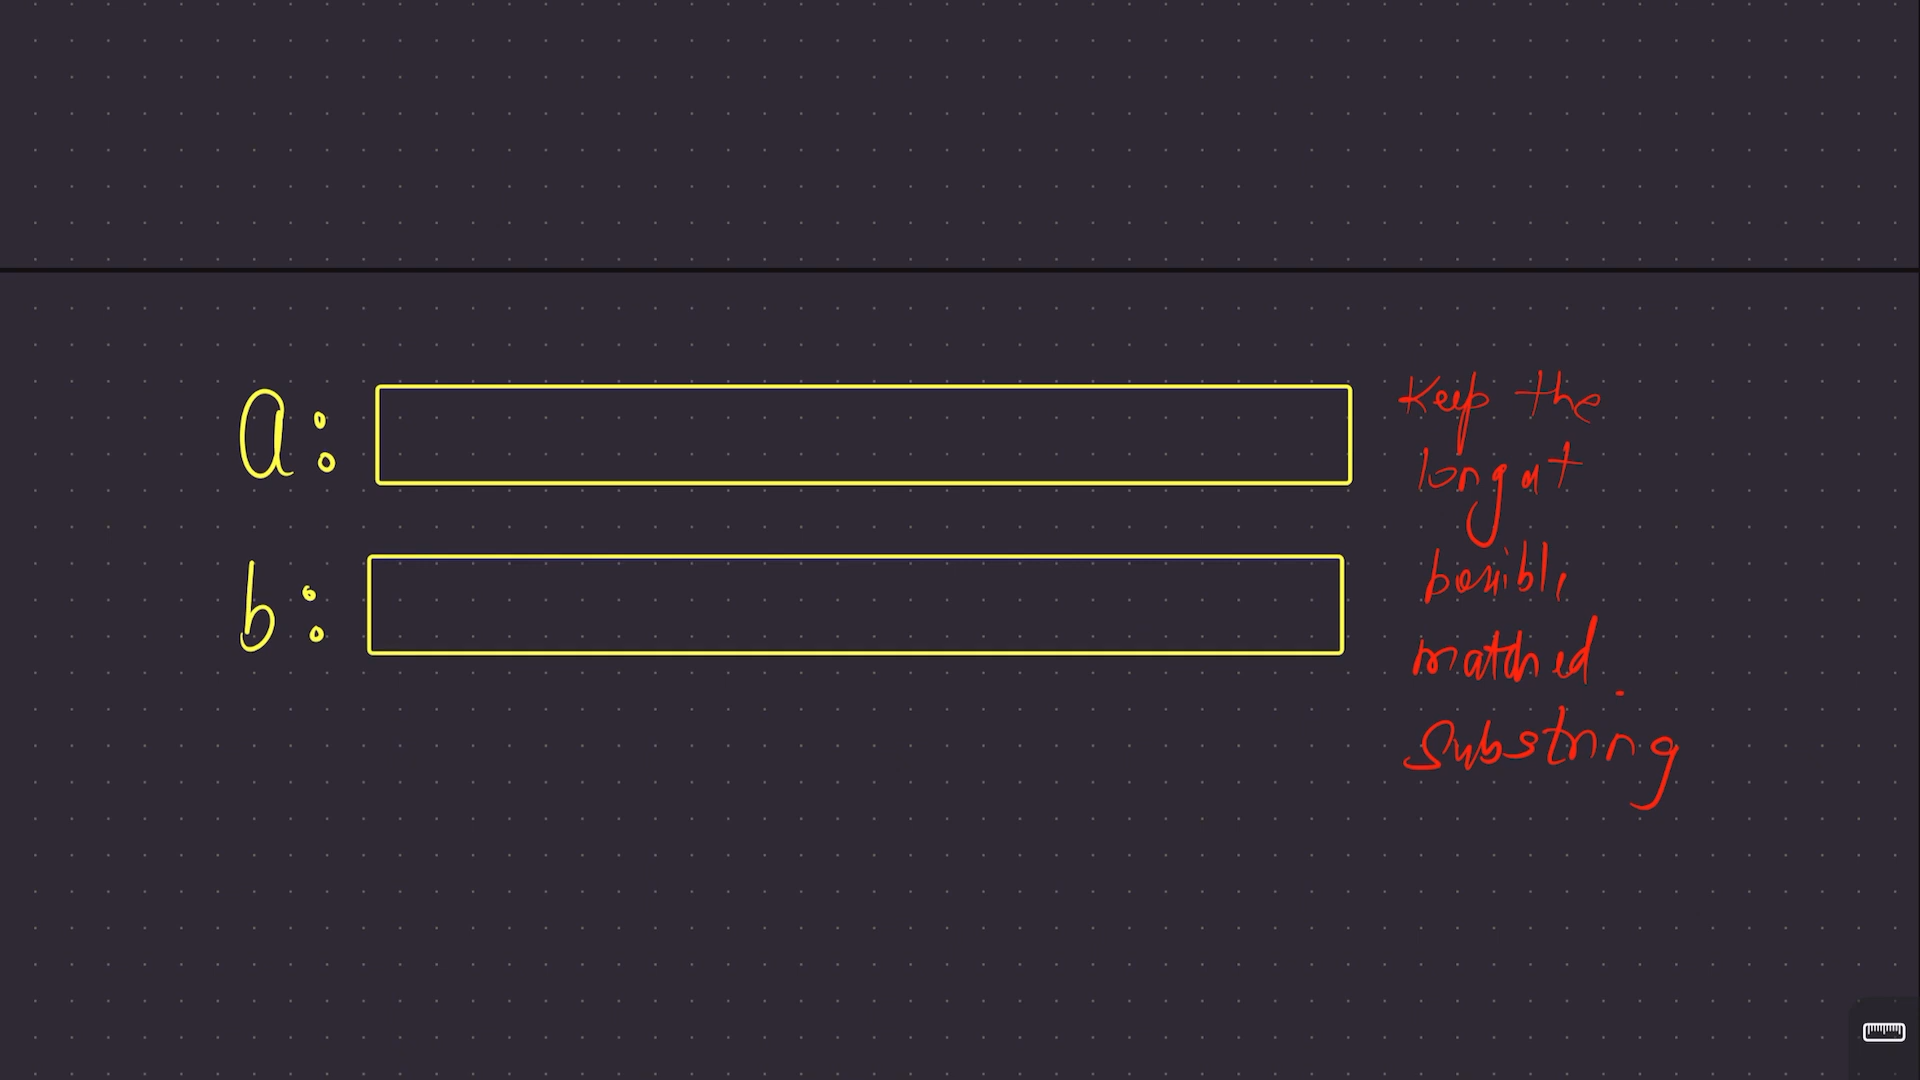 a:
b:
Keep the
longest
possible
matched
substring